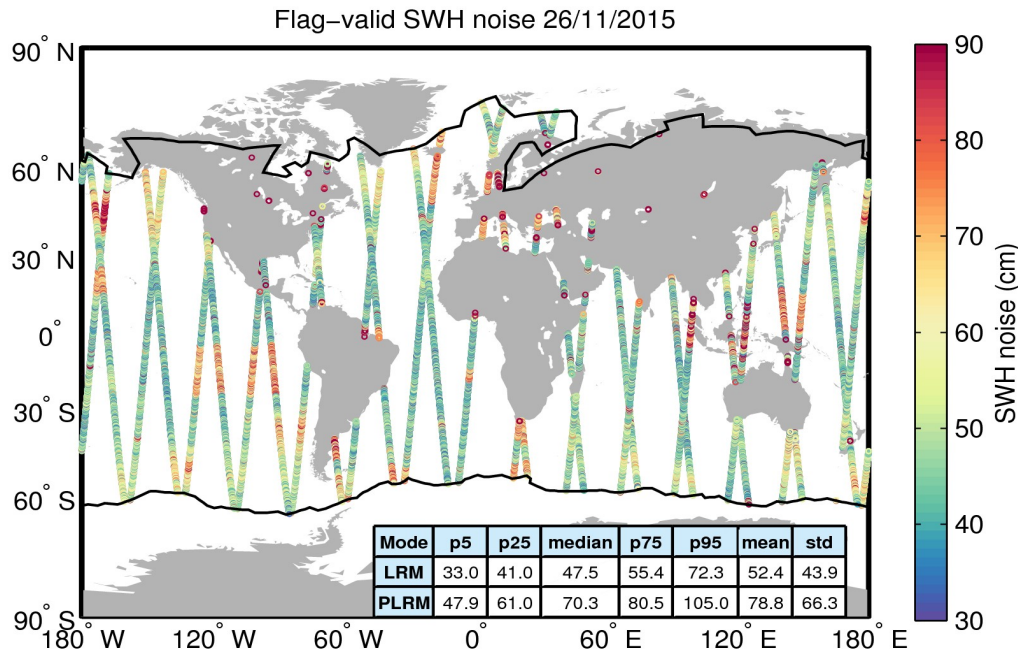 Flag−valid SWH noise 26/11/2015
90° N
60° N
30° N
0°
30° S
60° S
90° S
180° W
120° W
60° W
0°
60° E
120° E
180° E
Mode p5 p25 median p75 p95 mean std
LRM 33.0 41.0 47.5 55.4 72.3 52.4 43.9
PLRM 47.9 61.0 70.3 80.5 105.0 78.8 66.3
90
80
70
60
50
40
30
SWH noise (cm)